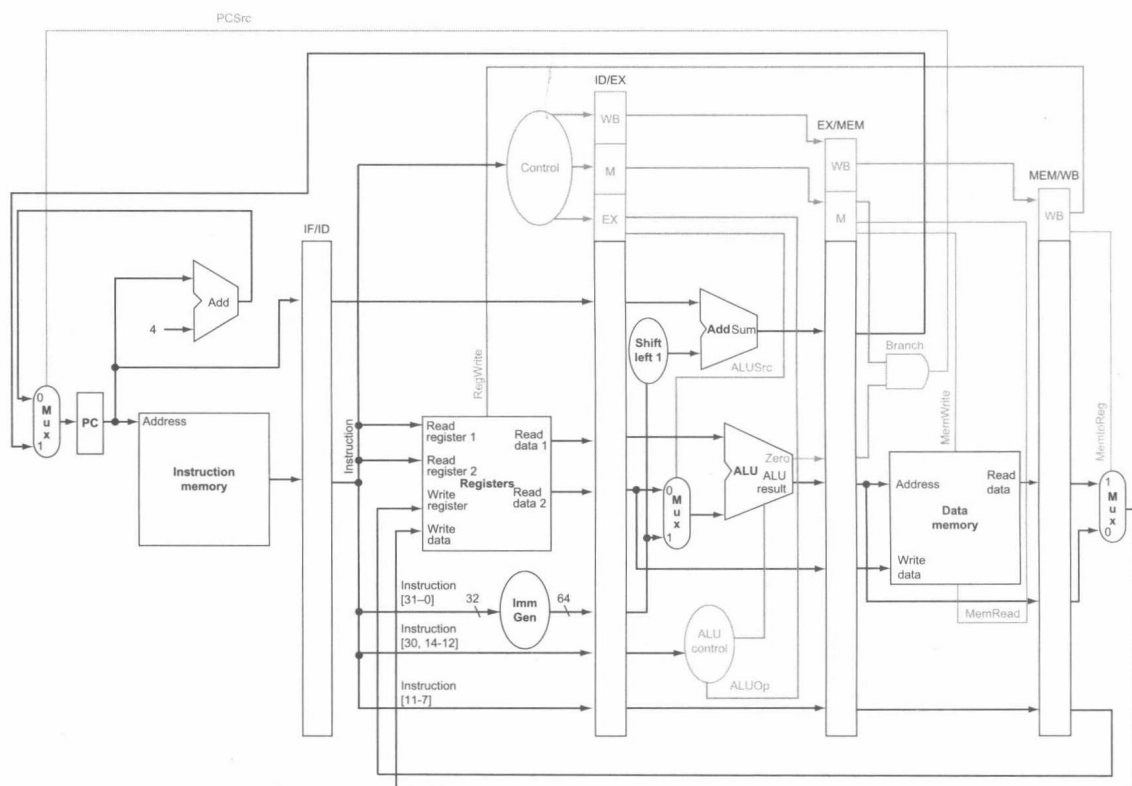 PCSrc
ID/EX
WB
EX/MEM
Control
M
WB
MEM/WB
EX
M
WB
IF/ID
Add
4
Add Sum
Shift
left 1
Branch
ALUSrc
RegWrite
MemWrite
MemtoReg
0
Mux
1
PC
Address
Instruction
memory
Instruction
Read
register 1
Read
data 1
Read
register 2
Registers
Write
register
Read
data 2
Write
data
0
Mux
1
Zero
ALU
ALU
result
Address
Read
data
Data
memory
Write
data
1
Mux
0
MemRead
Instruction
[31–0]
32
Imm
Gen
64
Instruction
[30, 14-12]
ALU
control
ALUOp
Instruction
[11-7]